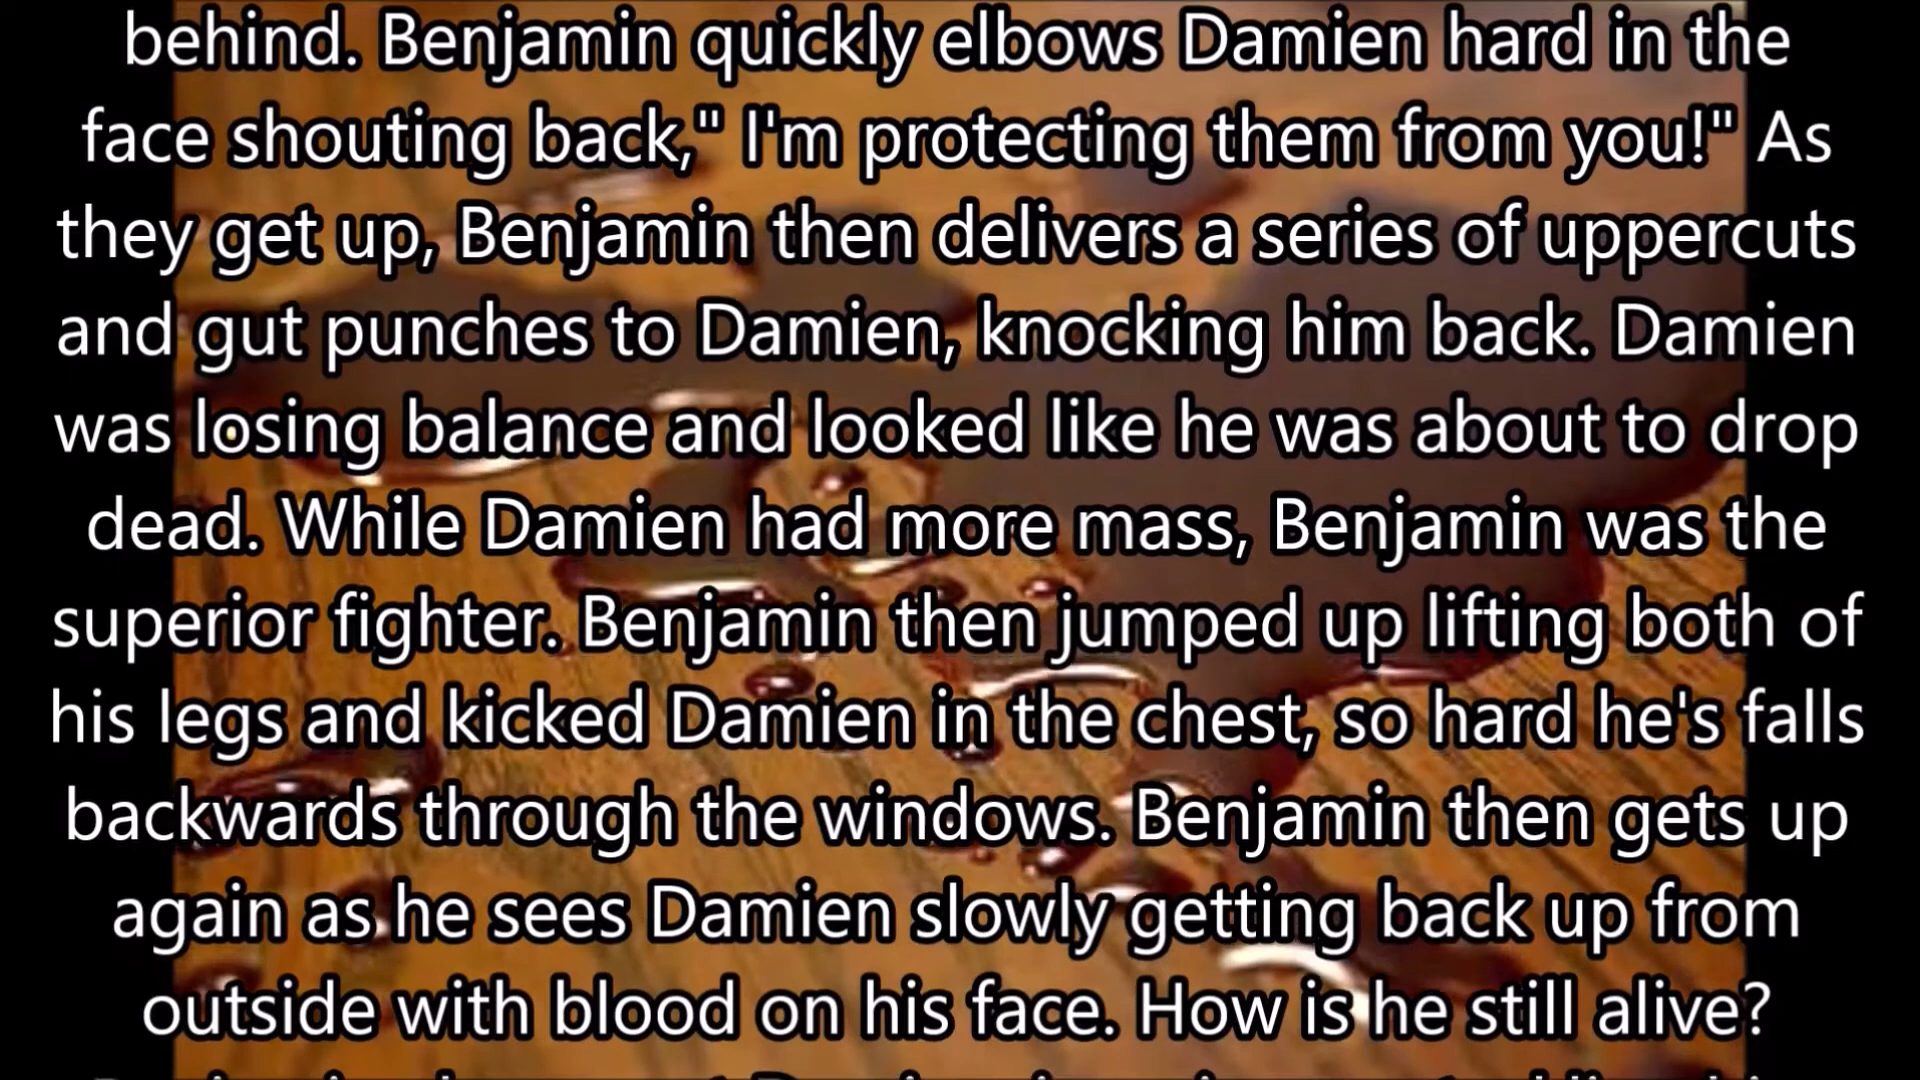 behind. Benjamin quickly elbows Damien hard in the
face shouting back," I'm protecting them from you!" As
they get up, Benjamin then delivers a series of uppercuts
and gut punches to Damien, knocking him back. Damien
was losing balance and looked like he was about to drop
dead. While Damien had more mass, Benjamin was the
superior fighter. Benjamin then jumped up lifting both of
his legs and kicked Damien in the chest, so hard he's falls
backwards through the windows. Benjamin then gets up
again as he sees Damien slowly getting back up from
outside with blood on his face. How is he still alive?